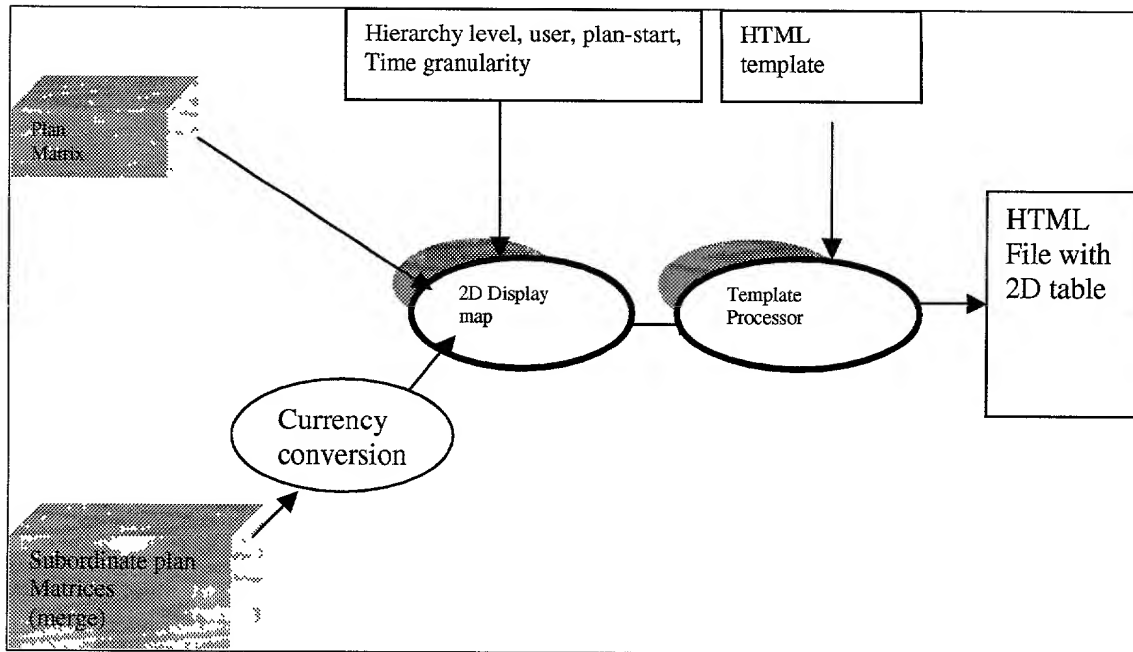 Hierarchy level, user, plan-start,
Time granularity
HTML
template
Plan
Matrix
HTML
File with
2D table
2D Display
map
Template
Processor
Currency
conversion
Subordinate plan
Matrices
(merge)